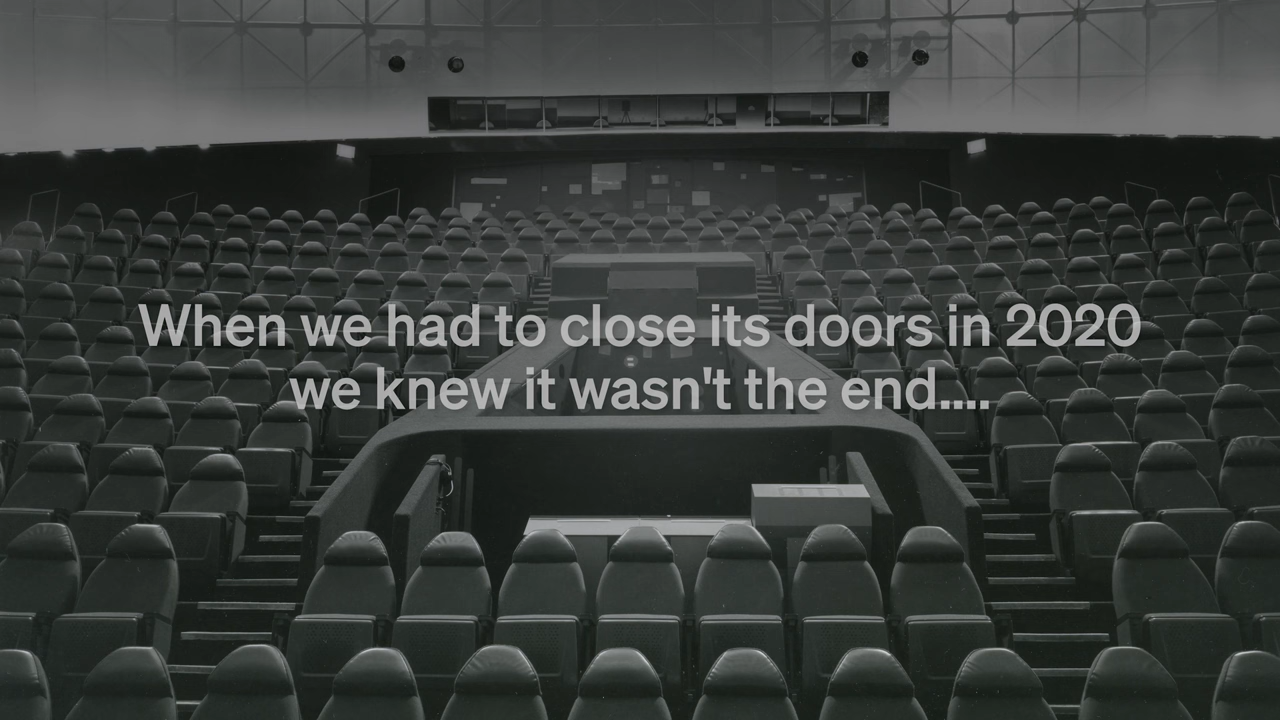 When we had to close its doors in 2020
we knew it wasn't the end....